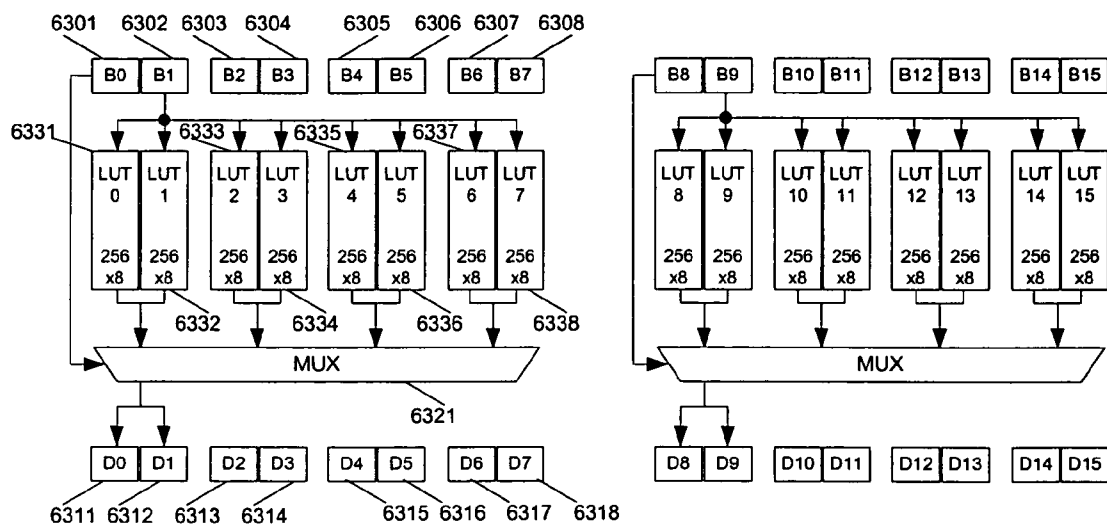 6301 6302 6303 6304 6305 6306 6307 6308
B0 B1 B2 B3 B4 B5 B6 B7 B8 B9 B10 B11 B12 B13 B14 B15
6331 6333 6335 6337
LUT LUT LUT LUT LUT LUT LUT LUT LUT LUT LUT LUT LUT LUT LUT LUT
0 1 2 3 4 5 6 7 8 9 10 11 12 13 14 15
256 256 256 256 256 256 256 256 256 256 256 256 256 256 256 256
x8 x8 x8 x8 x8 x8 x8 x8 x8 x8 x8 x8 x8 x8 x8 x8
6332 6334 6336 6338
MUX MUX
6321
D0 D1 D2 D3 D4 D5 D6 D7 D8 D9 D10 D11 D12 D13 D14 D15
6311 6312 6313 6314 6315 6316 6317 6318